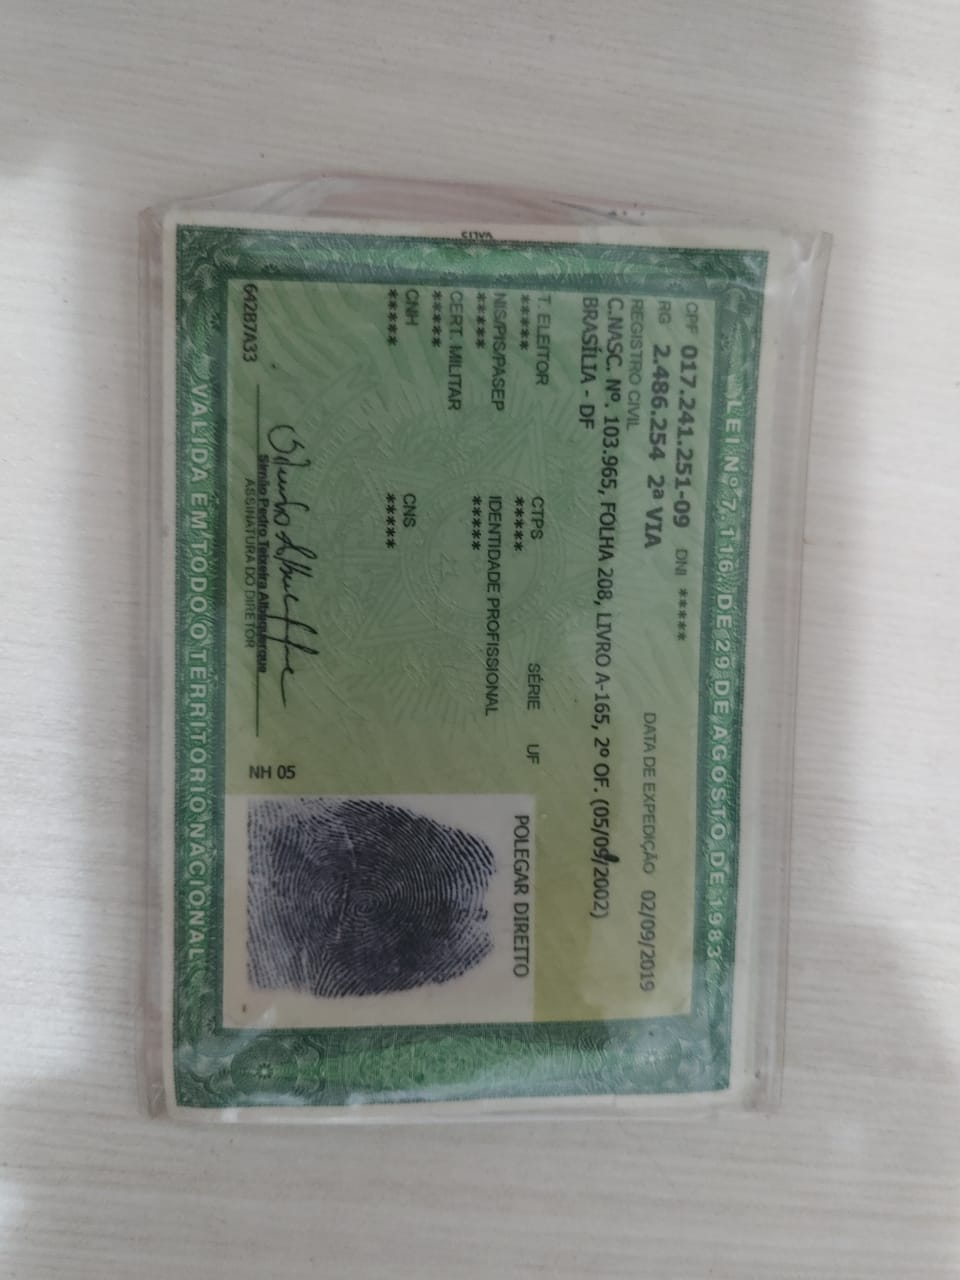 VALID
LEI Nº 7.116, DE 29 DE AGOSTO DE 1983
CPF 017.241.251-09 DNI *****
RG 2.486.254 2ª VIA DATA DE EXPEDIÇÃO 02/09/2019
REGISTRO CIVIL
C.NASC. Nº. 103.965, FOLHA 208, LIVRO A-165, 2º OF. (05/09/2002)
BRASÍLIA - DF
T. ELEITOR CTPS SÉRIE UF
***** *****
POLEGAR DIREITO
NIS/PIS/PASEP IDENTIDADE PROFISSIONAL
***** *****
CERT. MILITAR
*****
CNH CNS
***** *****
NH 05
642B7A33
Simão Pedro Teixeira Albuquerque
ASSINATURA DO DIRETOR
VÁLIDA EM TODO O TERRITÓRIO NACIONAL